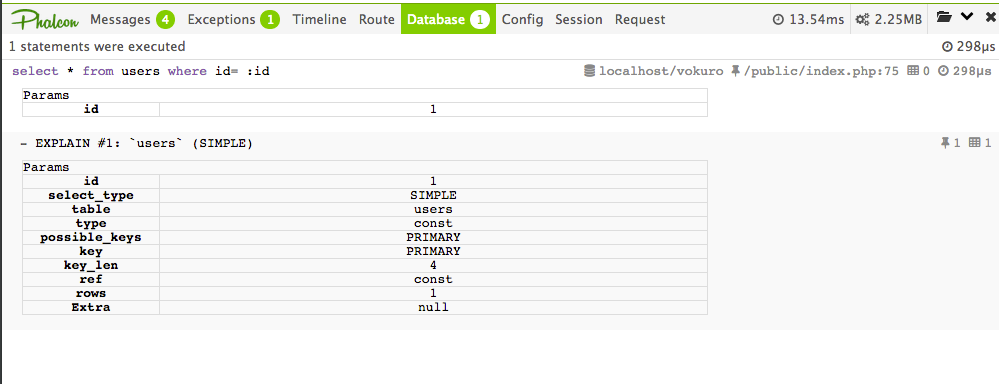 Phalcon Messages 4 Exceptions 1 Timeline Route Database 1 Config Session Request 13.54ms 2.25MB
1 statements were executed 298µs
select * from users where id= :id localhost/vokuro /public/index.php:75 0 298µs
Params
id 1
- EXPLAIN #1: `users` (SIMPLE) 1 1
Params
id 1
select_type SIMPLE
table users
type const
possible_keys PRIMARY
key PRIMARY
key_len 4
ref const
rows 1
Extra null